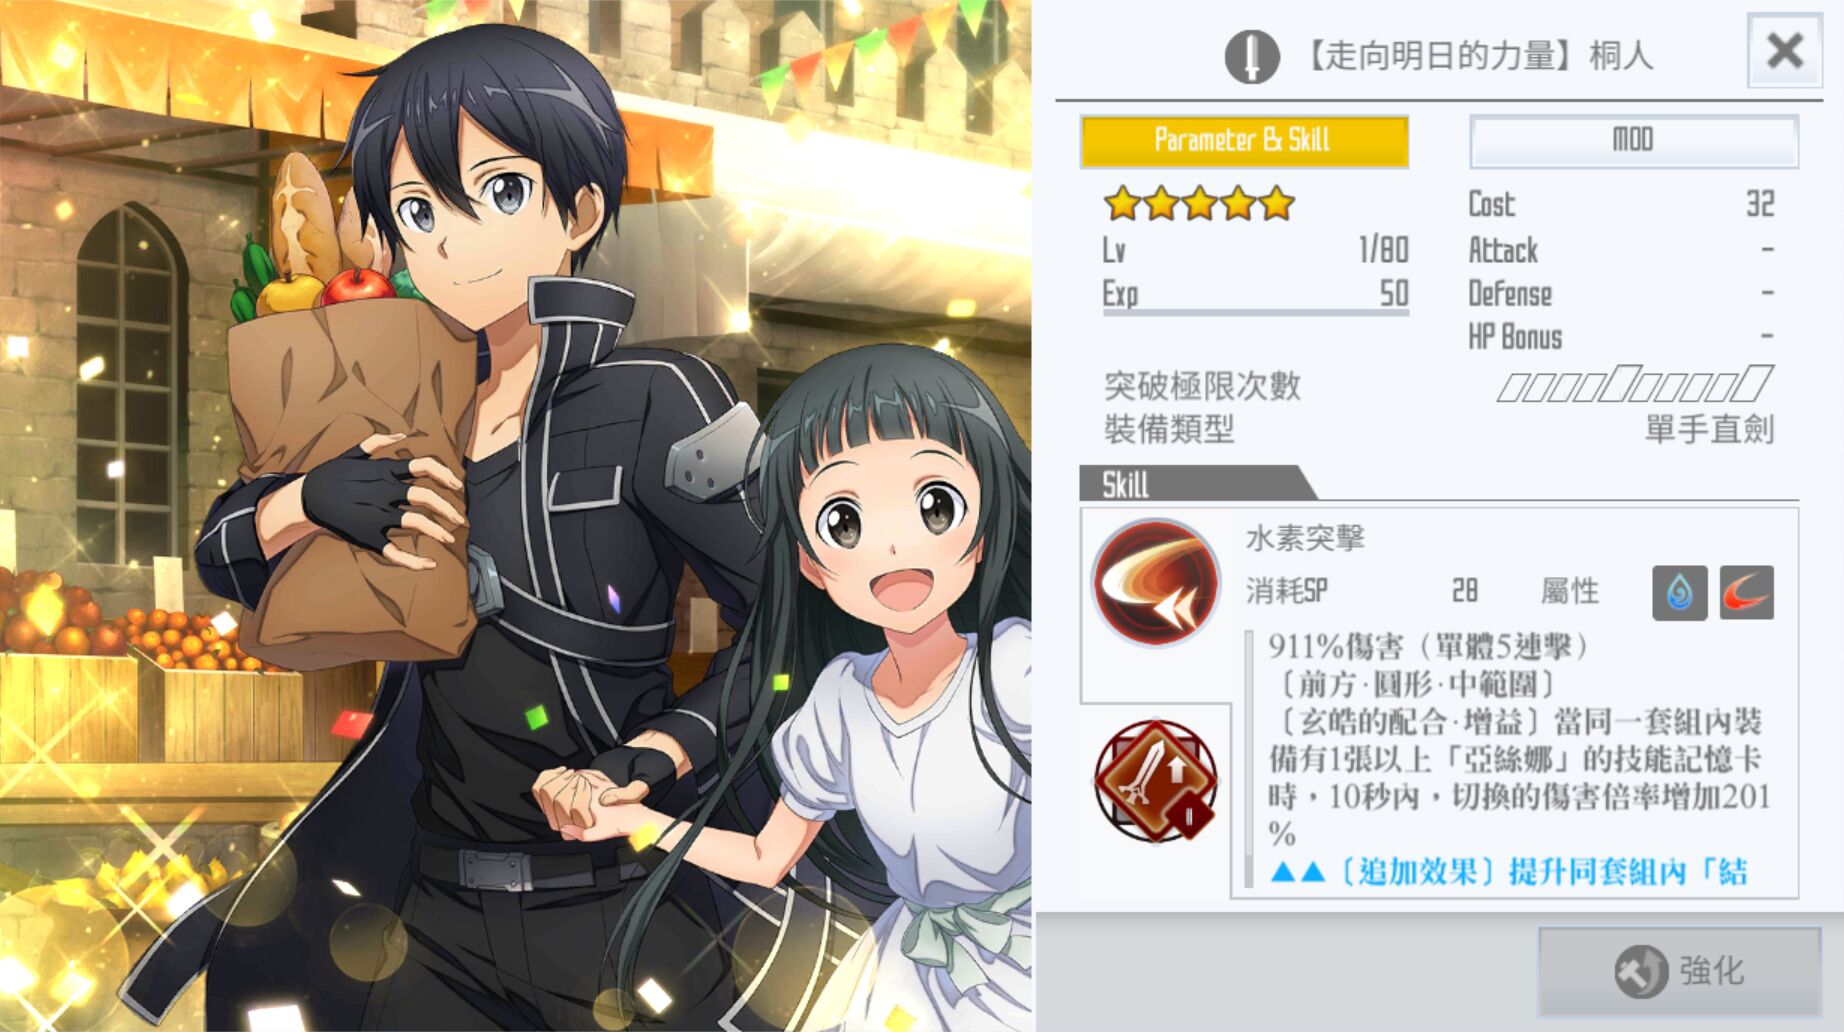 【走向明日的力量】桐人
Parameter & Skill
MOD
Lv 1/80
Exp 50
Cost 32
Attack -
Defense -
HP Bonus -
突破極限次數
裝備類型 單手直劍
Skill
水素突擊
消耗SP 28 屬性
911%傷害（單體5連擊）
〔前方·圓形·中範圍〕
〔玄皓的配合·增益〕當同一套組內裝
備有1張以上「亞絲娜」的技能記憶卡
時，10秒內，切換的傷害倍率增加201
%
▲▲〔追加效果〕提升同套組內「結
II
強化